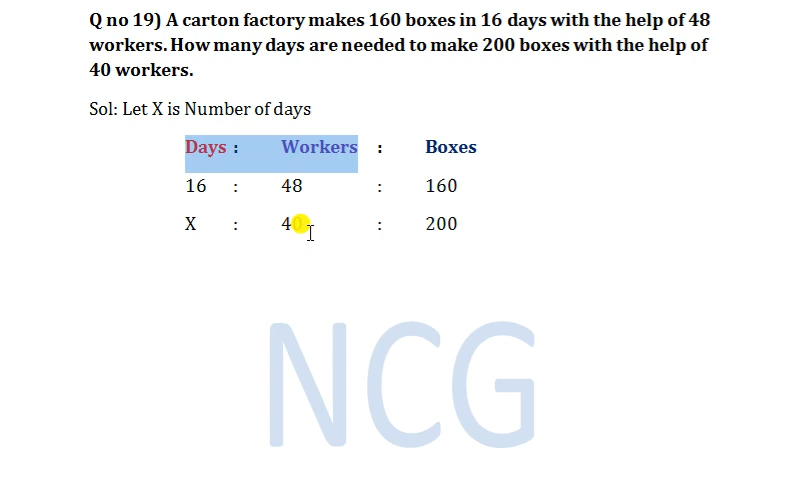 Q no 19) A carton factory makes 160 boxes in 16 days with the help of 48
workers. How many days are needed to make 200 boxes with the help of
40 workers.
Sol: Let X is Number of days
Days : Workers : Boxes
16 : 48 : 160
X : 40 : 200
NCG